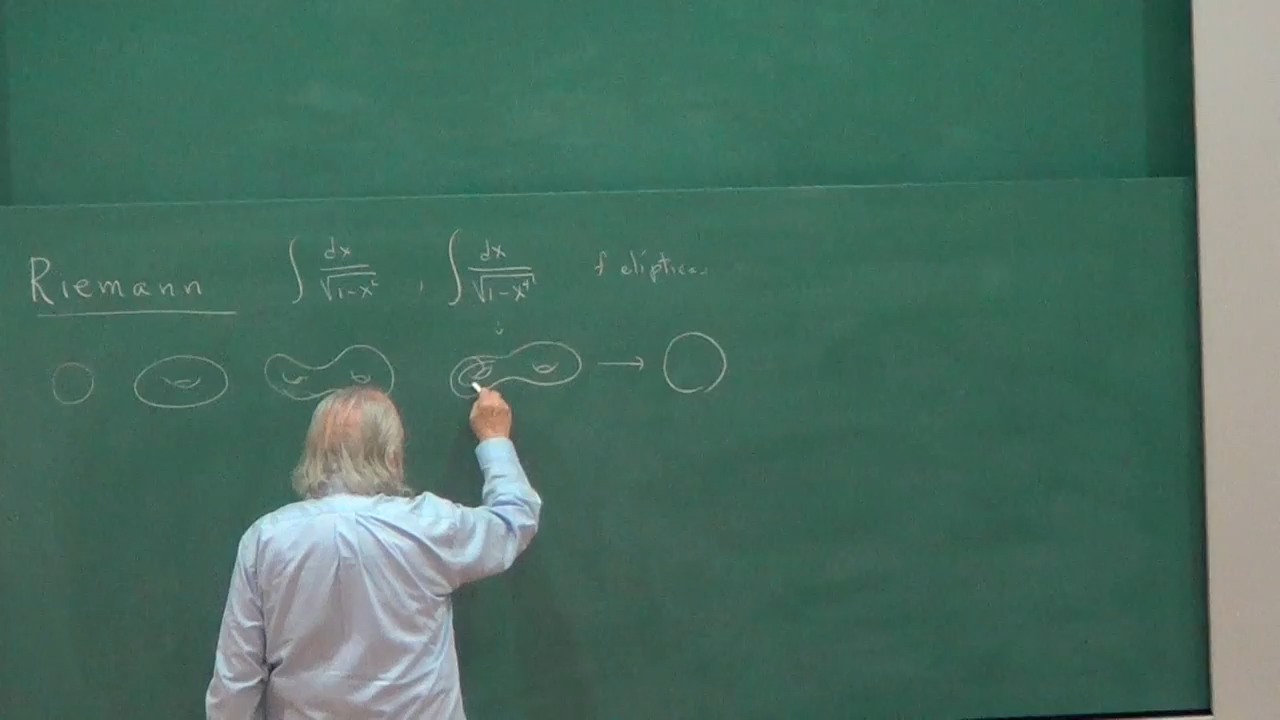 Riemann ∫ dx/√(1-x²) , ∫ dx/√(1-x⁴) f elípticas